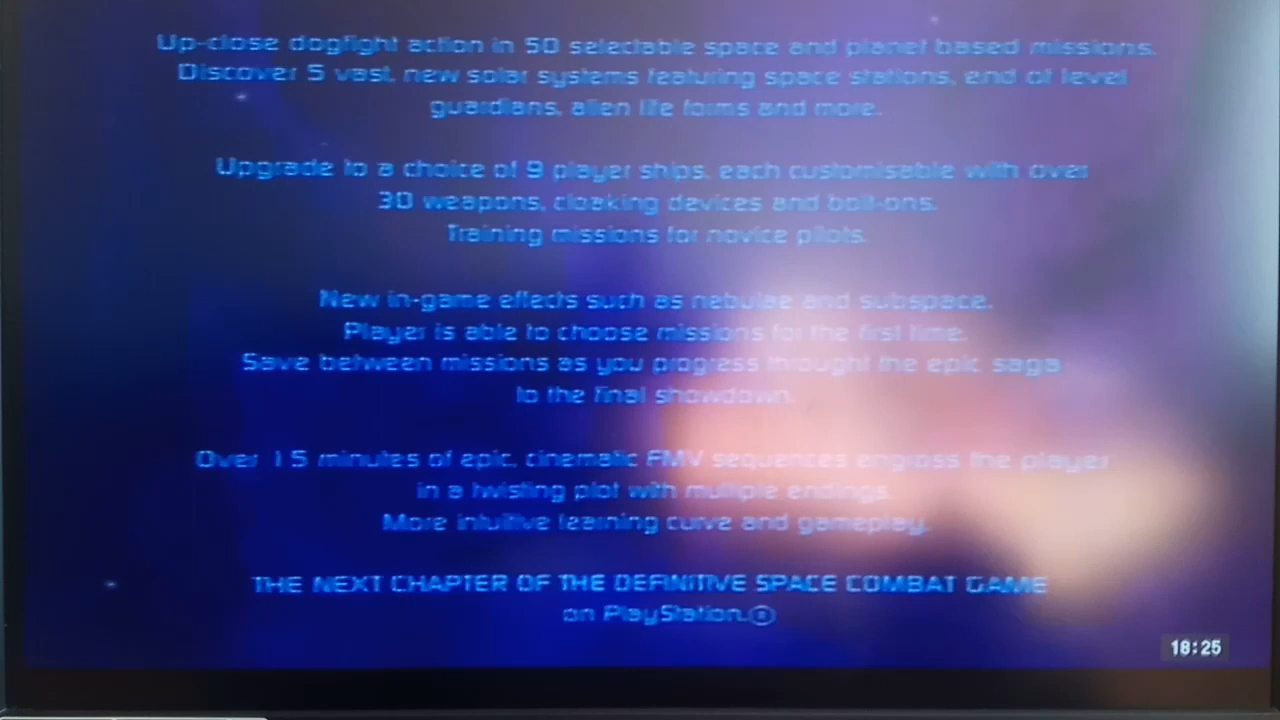 Up-close dogfight action in 50 selectable space and planet based missions.
Discover 5 vast, new solar systems featuring space stations, end of level
guardians, alien life forms and more.
Upgrade to a choice of 9 player ships, each customisable with over
30 weapons, cloaking devices and bolt-ons.
Training missions for novice pilots.
New in-game effects such as nebulae and subspace.
Player is able to choose missions for the first time.
Save between missions as you progress throught the epic saga
to the final showdown.
Over 15 minutes of epic, cinematic FMV sequences engross the player
in a twisting plot with multiple endings.
More intuitive learning curve and gameplay.
THE NEXT CHAPTER OF THE DEFINITIVE SPACE COMBAT GAME
on PlayStation.®
18:25